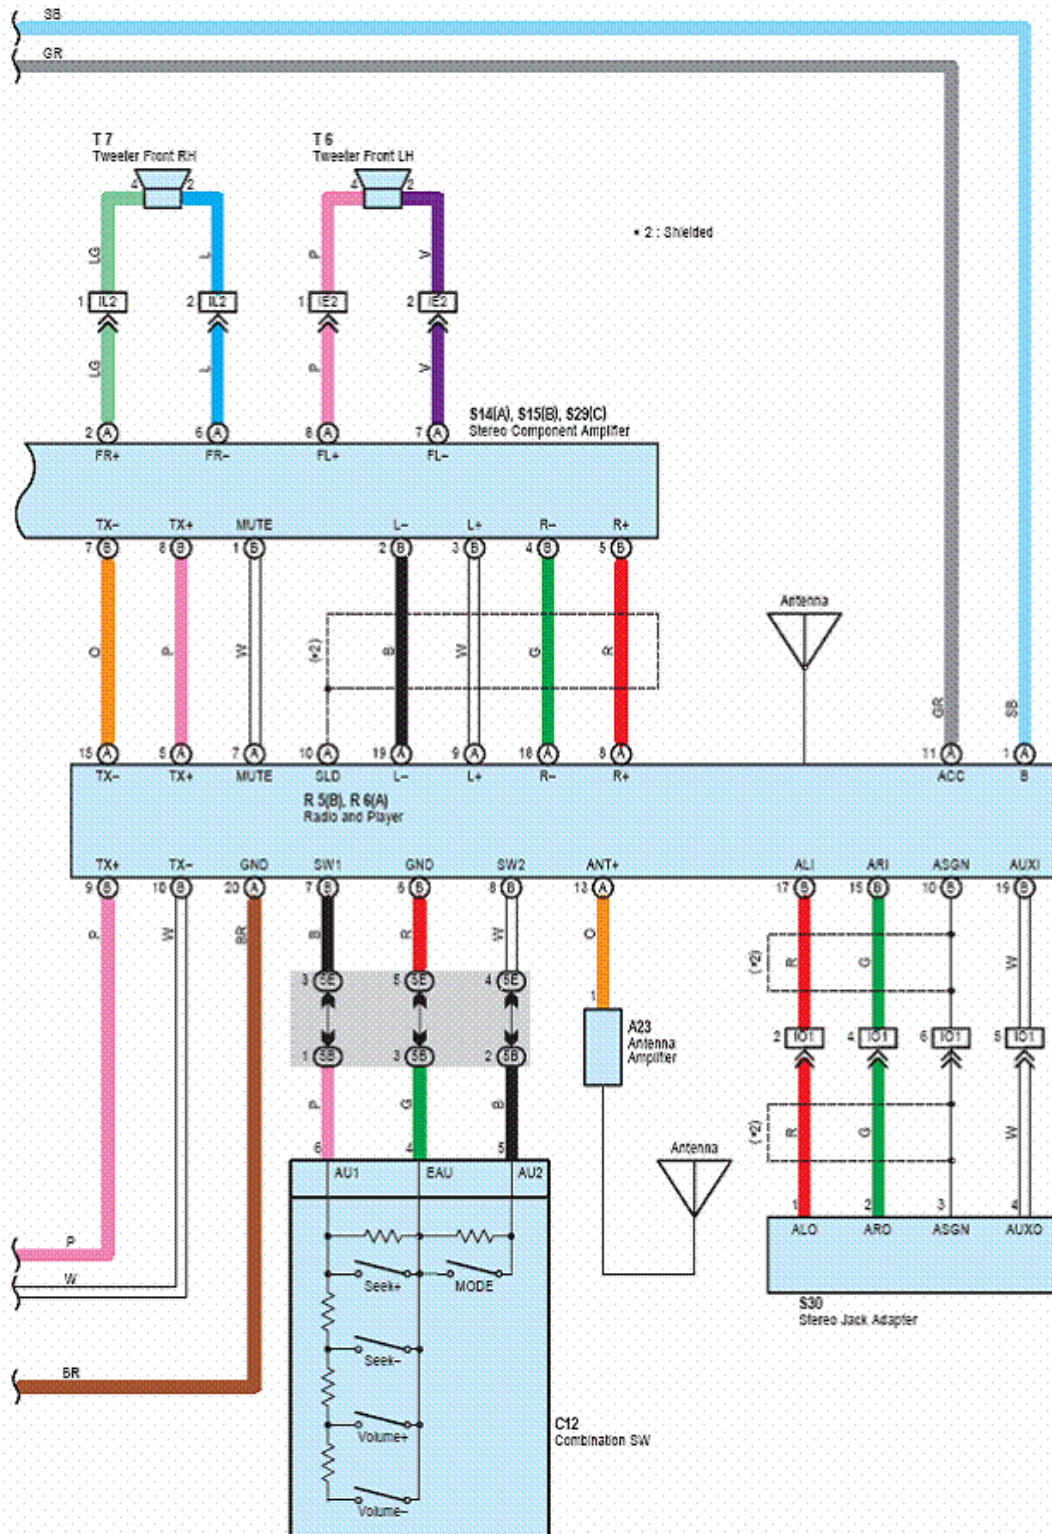 SB
GR
T 7
Tweeter Front RH
T 6
Tweeter Front LH
4 2 4 2
* 2 : Shielded
LG L P V
1 IL2 2 IL2 1 IE2 2 IE2
LG L P V
S14(A), S15(B), S29(C)
Stereo Component Amplifier
2 A 6 A 8 A 7 A
FR+ FR- FL+ FL-
TX- TX+ MUTE L- L+ R- R+
7 B 8 B 1 B 2 B 3 B 4 B 5 B
Antenna
O P W (*2) B W G R
GR SB
15 A 5 A 7 A 10 A 19 A 9 A 18 A 8 A 11 A 1 A
TX- TX+ MUTE SLD L- L+ R- R+ ACC B
R 5(B), R 6(A)
Radio and Player
TX+ TX- GND SW1 GND SW2 ANT+ ALI ARI ASGN AUXI
9 B 10 B 20 A 7 B 6 B 8 B 13 A 17 B 15 B 10 B 19 B
P W BR B R W O (*2) R G W
3 5E 5 5E 4 5E
1
A23
Antenna
Amplifier
2 IO1 4 IO1 6 IO1 5 IO1
1 5B 3 5B 2 5B
P G B (*2) R G W
6 4 5
Antenna
AU1 EAU AU2
1 2 3 4
ALO ARO ASGN AUXO
P
W
Seek+ MODE
S30
Stereo Jack Adapter
Seek-
BR
C12
Combination SW
Volume+
Volume-